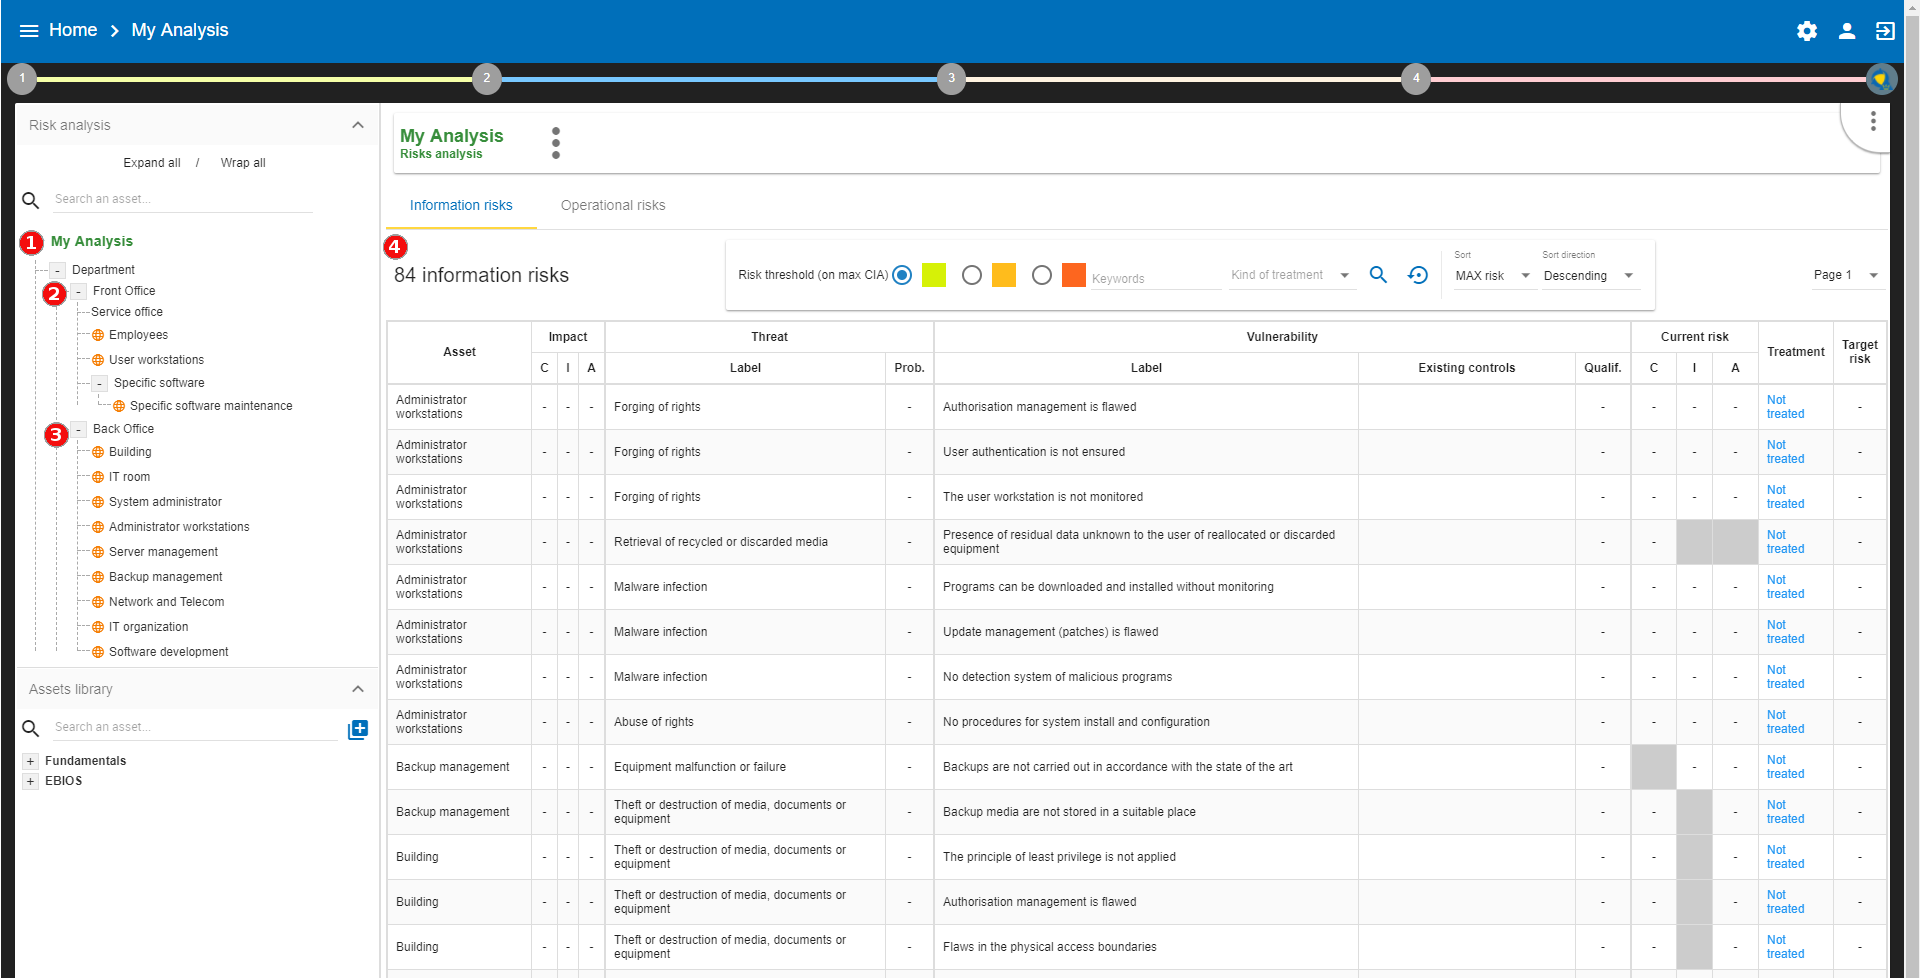 Home > My Analysis
1 2 3 4
Risk analysis
Expand all / Wrap all
Search an asset...
1 My Analysis
- Department
2 - Front Office
Service office
Employees
User workstations
- Specific software
Specific software maintenance
3 - Back Office
Building
IT room
System administrator
Administrator workstations
Server management
Backup management
Network and Telecom
IT organization
Software development
Assets library
Search an asset...
+ Fundamentals
+ EBIOS
My Analysis
Risks analysis
Information risks Operational risks
4
84 information risks
Risk threshold (on max CIA) Keywords Kind of treatment
Sort Sort direction
MAX risk Descending Page 1
Asset Impact Threat Vulnerability Current risk Treatment Target risk
C I A Label Prob. Label Existing controls Qualif. C I A
Administrator workstations - - - Forging of rights - Authorisation management is flawed - - - - Not treated -
Administrator workstations - - - Forging of rights - User authentication is not ensured - - - - Not treated -
Administrator workstations - - - Forging of rights - The user workstation is not monitored - - - - Not treated -
Administrator workstations - - - Retrieval of recycled or discarded media - Presence of residual data unknown to the user of reallocated or discarded equipment - - Not treated -
Administrator workstations - - - Malware infection - Programs can be downloaded and installed without monitoring - - - - Not treated -
Administrator workstations - - - Malware infection - Update management (patches) is flawed - - - - Not treated -
Administrator workstations - - - Malware infection - No detection system of malicious programs - - - - Not treated -
Administrator workstations - - - Abuse of rights - No procedures for system install and configuration - - - - Not treated -
Backup management - - - Equipment malfunction or failure - Backups are not carried out in accordance with the state of the art - - - Not treated -
Backup management - - - Theft or destruction of media, documents or equipment - Backup media are not stored in a suitable place - - - Not treated -
Building - - - Theft or destruction of media, documents or equipment - The principle of least privilege is not applied - - - Not treated -
Building - - - Theft or destruction of media, documents or equipment - Authorisation management is flawed - - - Not treated -
Building - - - Theft or destruction of media, documents or equipment - Flaws in the physical access boundaries - - - Not treated -